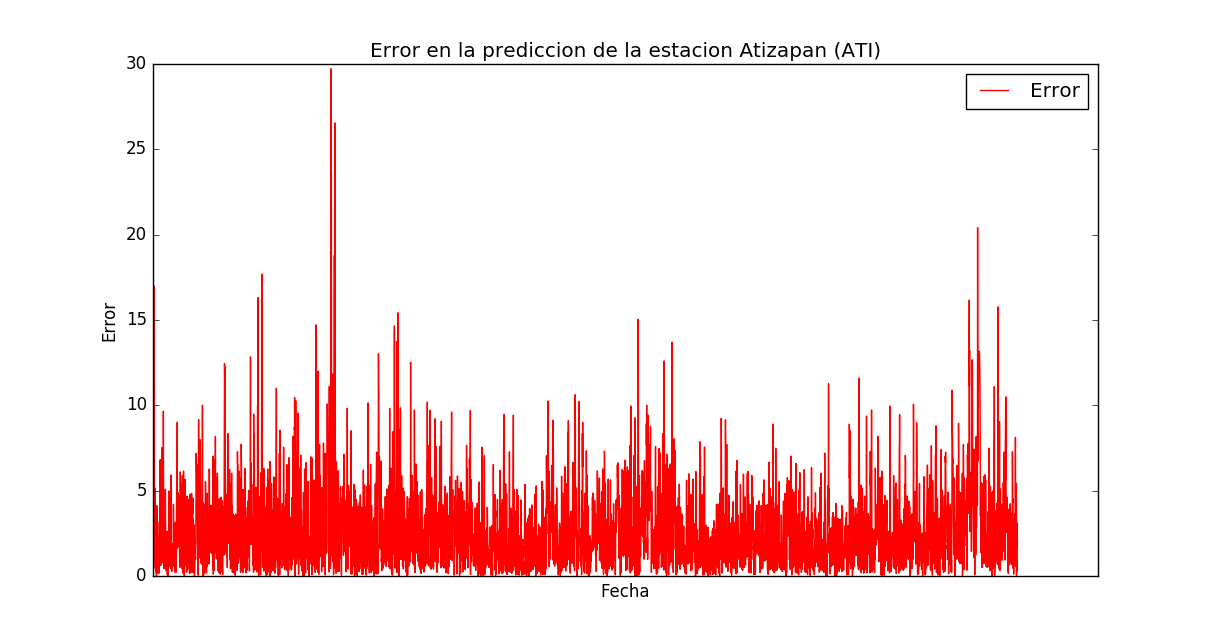 Error en la prediccion de la estacion Atizapan (ATI)
30
25
20
15
10
5
0
Error
Error
Fecha